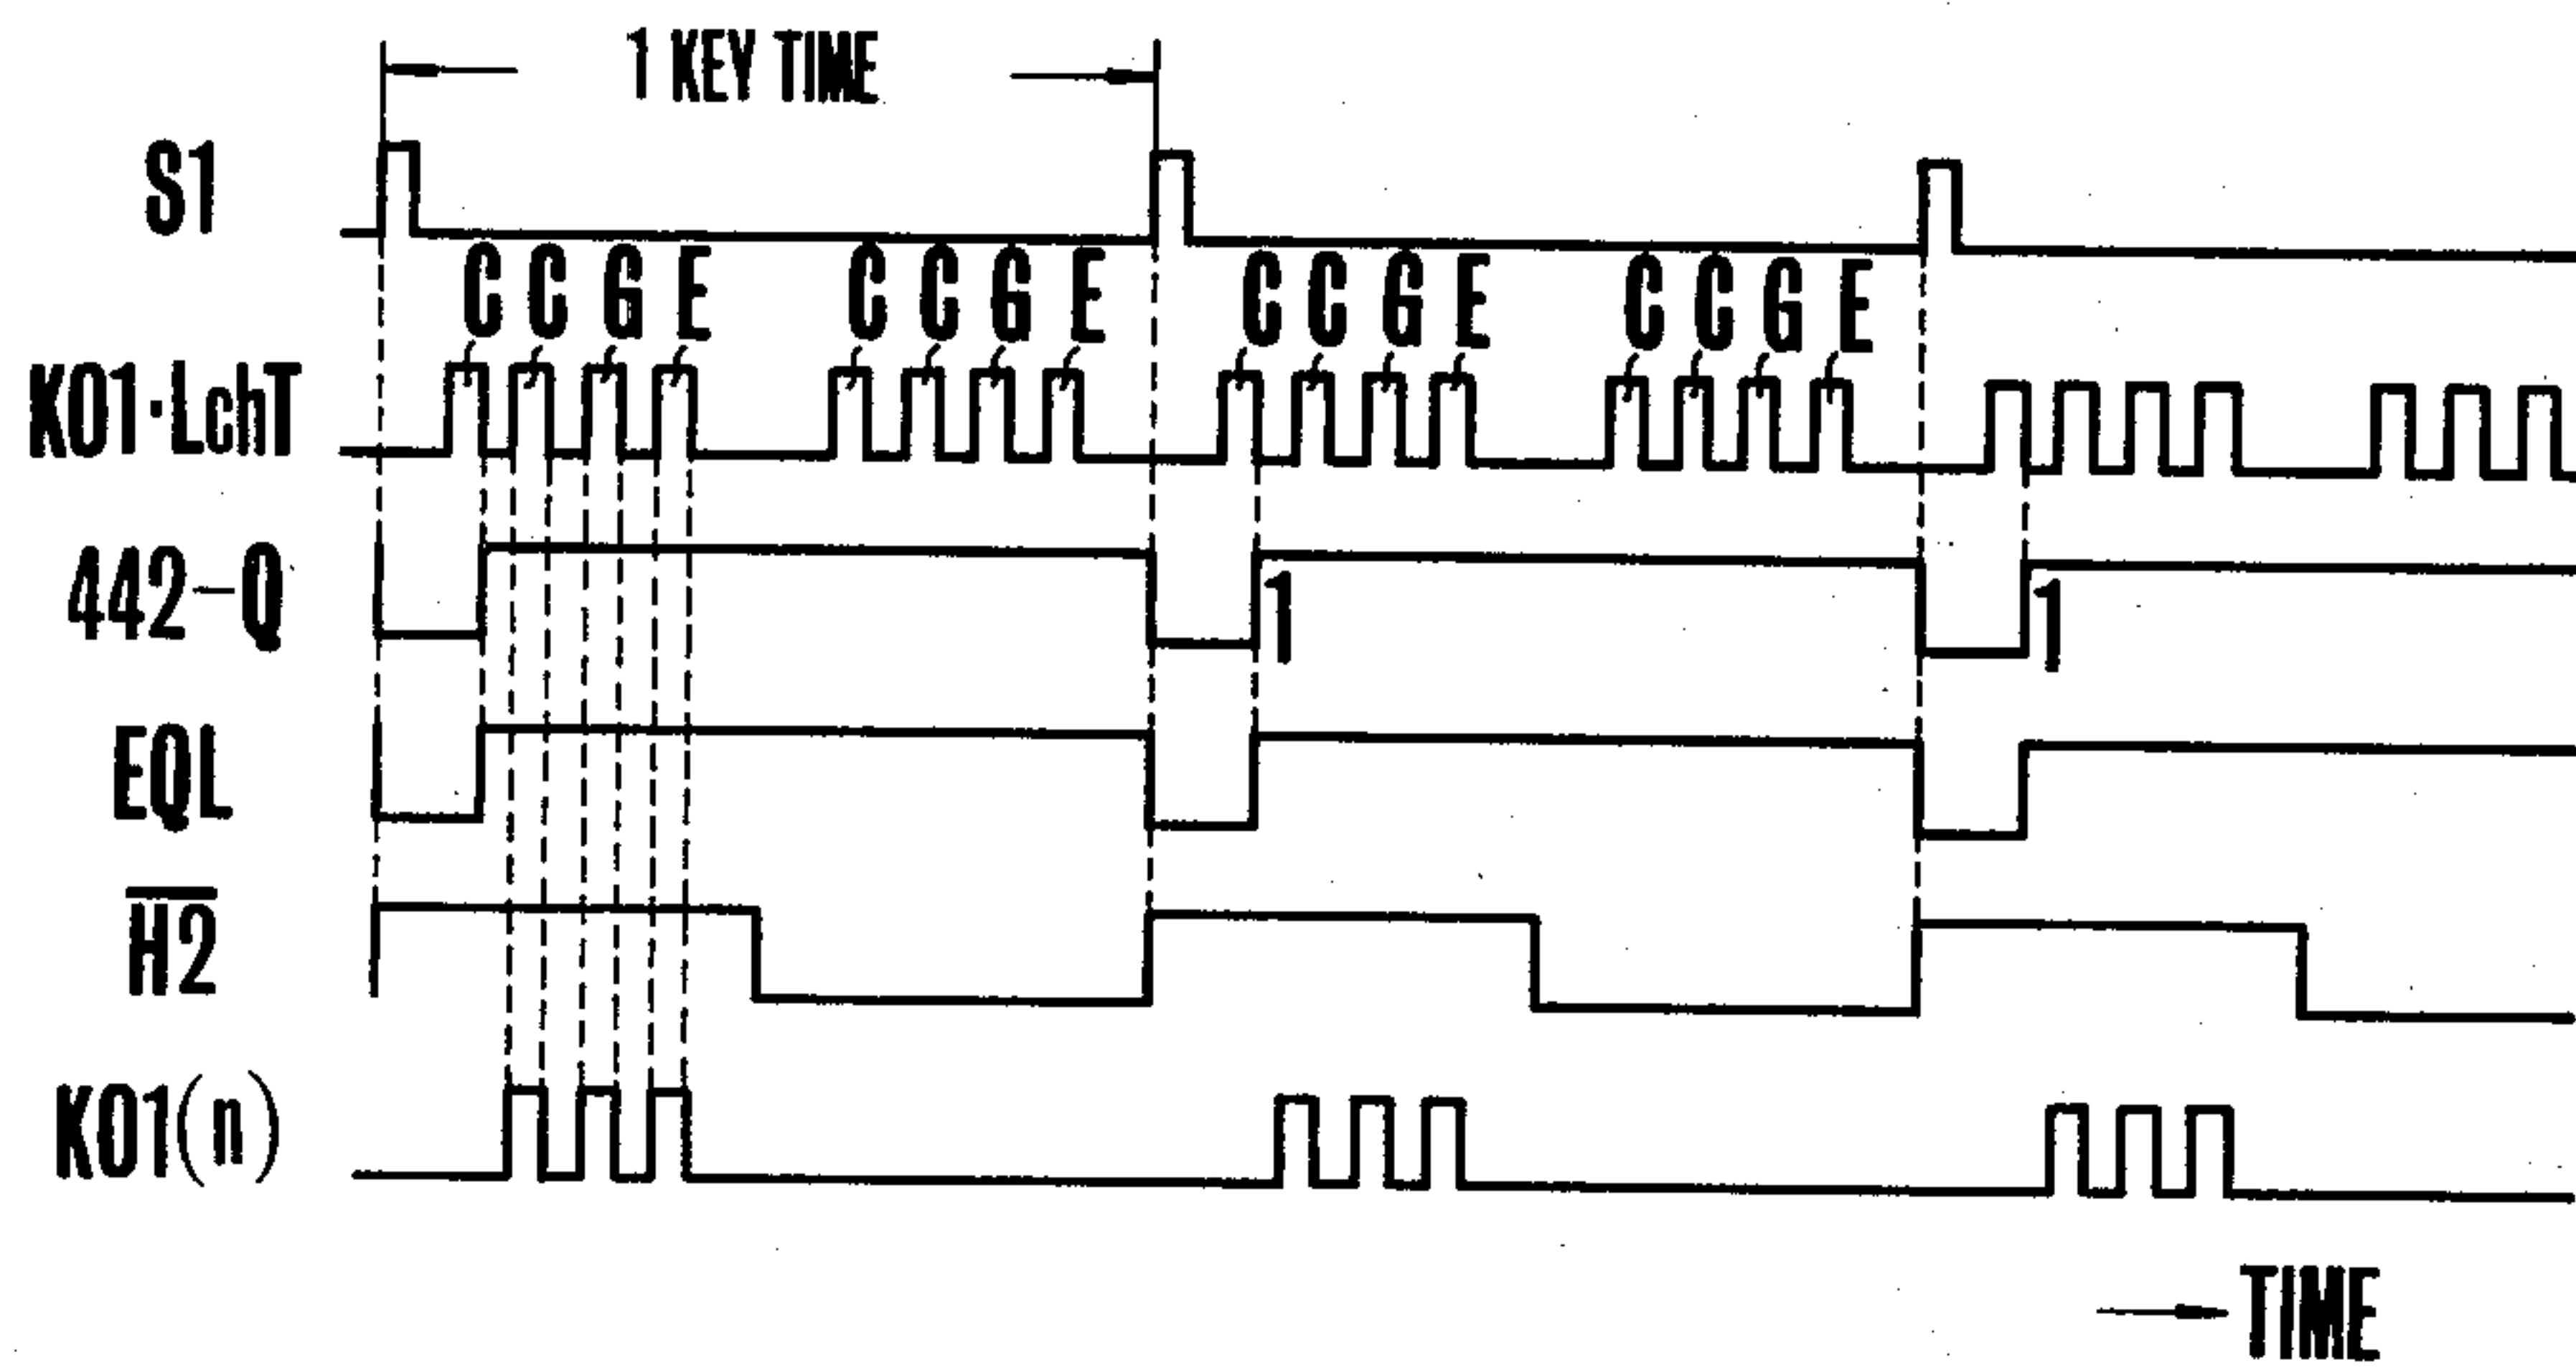 1 KEY TIME
S1
C C G E C C G E C C G E C C G E
K01·LchT
442-Q
1 1
EQL
H2
K01(n)
TIME